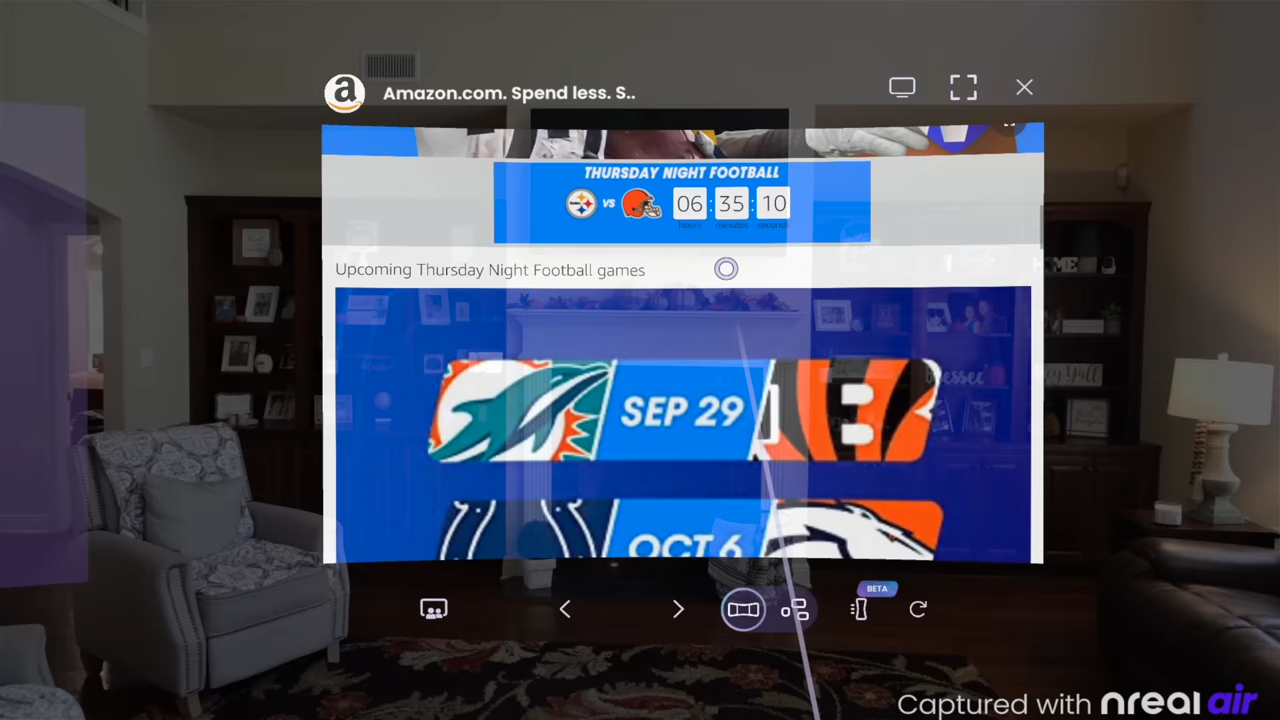 Amazon.com. Spend less. S..
THURSDAY NIGHT FOOTBALL
VS 06 : 35 : 10
hours minutes seconds
Upcoming Thursday Night Football games
SEP 29
OCT 6
BETA
Captured with nreal air